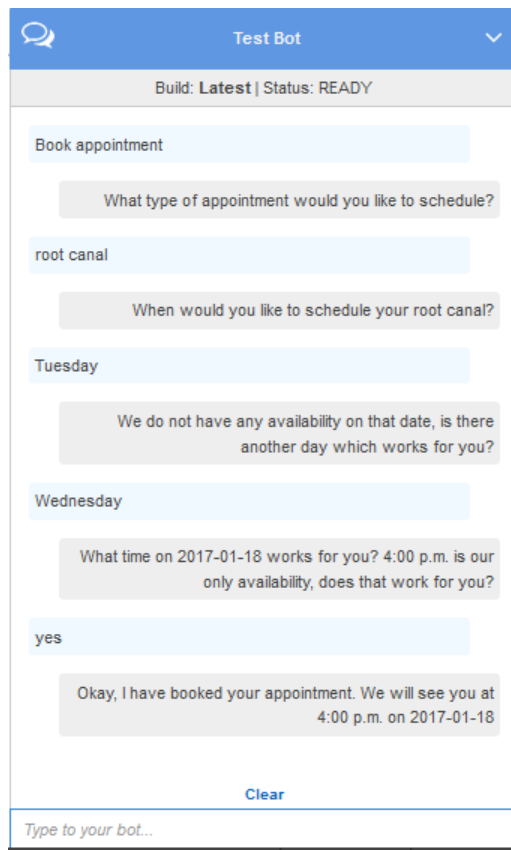 Test Bot
Build: Latest | Status: READY
Book appointment
What type of appointment would you like to schedule?
root canal
When would you like to schedule your root canal?
Tuesday
We do not have any availability on that date, is there
another day which works for you?
Wednesday
What time on 2017-01-18 works for you? 4:00 p.m. is our
only availability, does that work for you?
yes
Okay, I have booked your appointment. We will see you at
4:00 p.m. on 2017-01-18
Clear
Type to your bot...